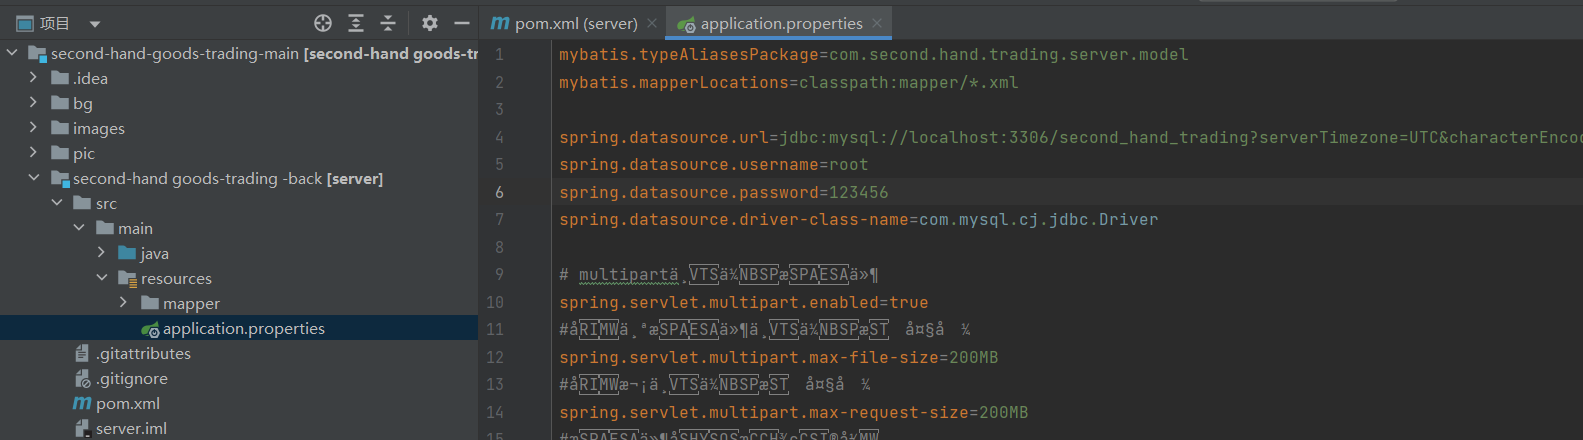 项目
second-hand-goods-trading-main [second-hand goods-tr
.idea
bg
images
pic
second-hand goods-trading -back [server]
src
main
java
resources
mapper
application.properties
.gitattributes
.gitignore
pom.xml
server.iml
pom.xml (server)
application.properties
1 mybatis.typeAliasesPackage=com.second.hand.trading.server.model
2 mybatis.mapperLocations=classpath:mapper/*.xml
3
4 spring.datasource.url=jdbc:mysql://localhost:3306/second_hand_trading?serverTimezone=UTC&characterEnco
5 spring.datasource.username=root
6 spring.datasource.password=123456
7 spring.datasource.driver-class-name=com.mysql.cj.jdbc.Driver
8
9 # multipartä¸VTSä¼NBSPæSPAESAä»¶
10 spring.servlet.multipart.enabled=true
11 #åRIMWä¸ªæSPAESAä»¶ä¸VTSä¼NBSPæST å¤§å ¼
12 spring.servlet.multipart.max-file-size=200MB
13 #åRIMWæ¬¡ä¸VTSä¼NBSPæST å¤§å ¼
14 spring.servlet.multipart.max-request-size=200MB
15